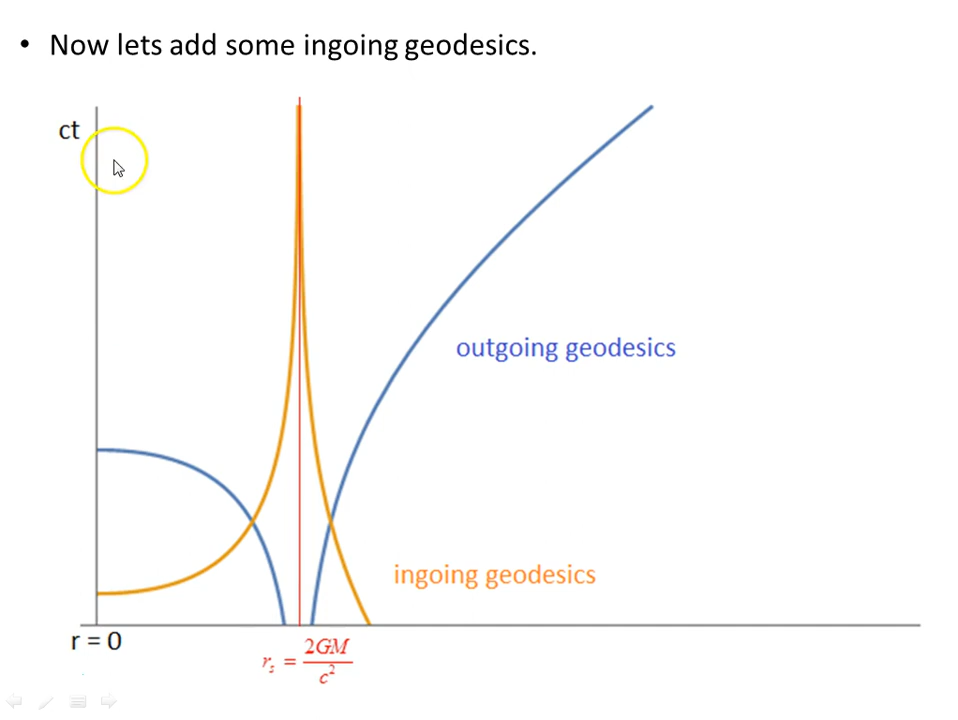 • Now lets add some ingoing geodesics.
ct
outgoing geodesics
ingoing geodesics
r = 0
rₛ = 2GM/c²